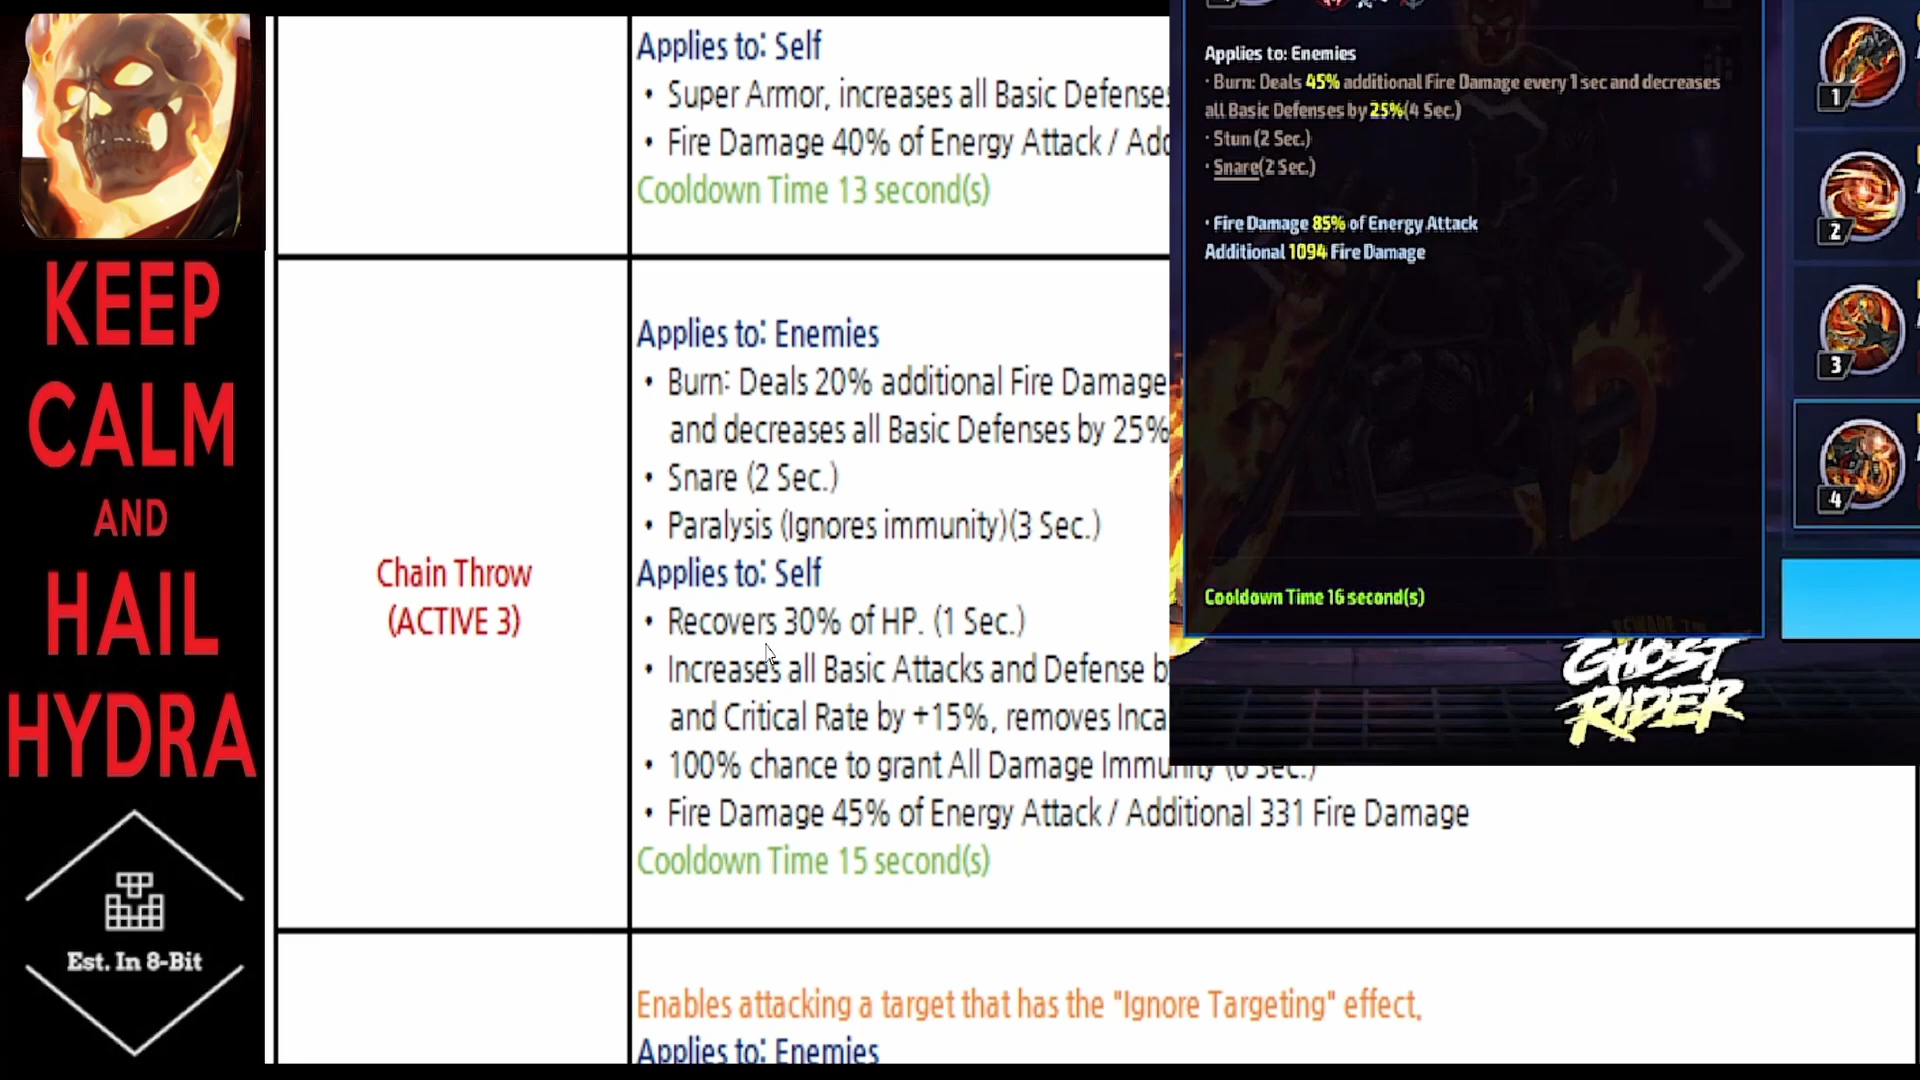 KEEP
CALM
AND
HAIL
HYDRA
Est. In 8-Bit
Applies to: Self
• Super Armor, increases all Basic Defenses
• Fire Damage 40% of Energy Attack /
Cooldown Time 13 second(s)
Chain Throw
(ACTIVE 3)
Applies to: Enemies
• Burn: Deals 20% additional Fire Damage
and decreases all Basic Defenses by 25%
• Snare (2 Sec.)
• Paralysis (Ignores immunity)(3 Sec.)
Applies to: Self
• Recovers 30% of HP. (1 Sec.)
• Increases all Basic Attacks and Defense
and Critical Rate by +15%, removes
• 100% chance to grant All Damage Immunity (6 Sec.)
• Fire Damage 45% of Energy Attack / Additional 331 Fire Damage
Cooldown Time 15 second(s)
Enables attacking a target that has the "Ignore Targeting" effect.
Applies to: Enemies
Applies to: Enemies
· Burn: Deals 45% additional Fire Damage every 1 sec and decreases
all Basic Defenses by 25%(4 Sec.)
· Stun (2 Sec.)
· Snare(2 Sec.)
· Fire Damage 85% of Energy Attack
Additional 1094 Fire Damage
Cooldown Time 16 second(s)
1
2
3
4
GHOST
RIDER